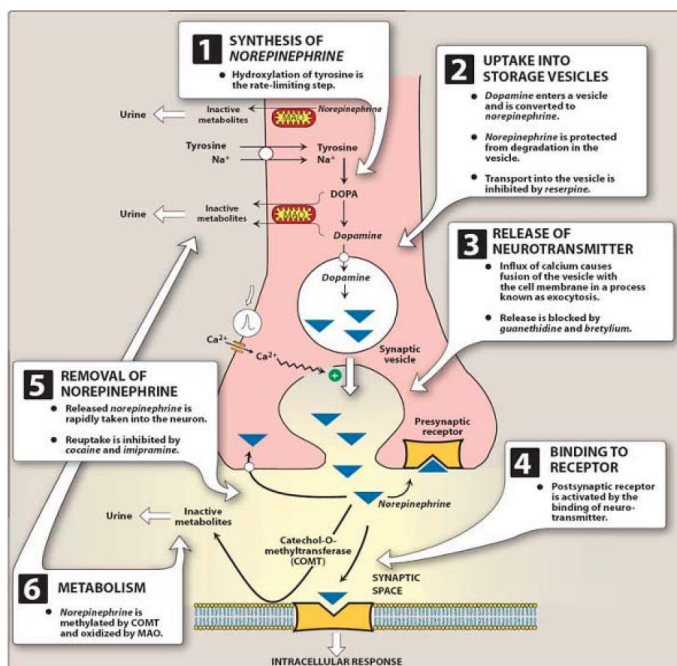 1 SYNTHESIS OF
NOREPINEPHRINE
• Hydroxylation of tyrosine is
the rate-limiting step.
2 UPTAKE INTO
STORAGE VESICLES
• Dopamine enters a vesicle
and is converted to
norepinephrine.
• Norepinephrine is protected
from degradation in the
vesicle.
• Transport into the vesicle is
inhibited by reserpine.
Urine
Inactive
metabolites
MAO
Norepinephrine
Tyrosine
Na⁺
Tyrosine
Na⁺
DOPA
Urine
Inactive
metabolites
MAO
Dopamine
Dopamine
3 RELEASE OF
NEUROTRANSMITTER
• Influx of calcium causes
fusion of the vesicle with
the cell membrane in a process
known as exocytosis.
• Release is blocked by
guanethidine and bretylium.
Synaptic
vesicle
Ca²⁺
Ca²⁺
+
5 REMOVAL OF
NOREPINEPHRINE
• Released norepinephrine is
rapidly taken into the neuron.
• Reuptake is inhibited by
cocaine and imipramine.
Presynaptic
receptor
4 BINDING TO
RECEPTOR
• Postsynaptic receptor
is activated by the
binding of neuro-
transmitter.
Norepinephrine
Urine
Inactive
metabolites
Catechol-O-
methyltransferase
(COMT)
SYNAPTIC
SPACE
6 METABOLISM
• Norepinephrine is
methylated by COMT
and oxidized by MAO.
INTRACELLULAR RESPONSE